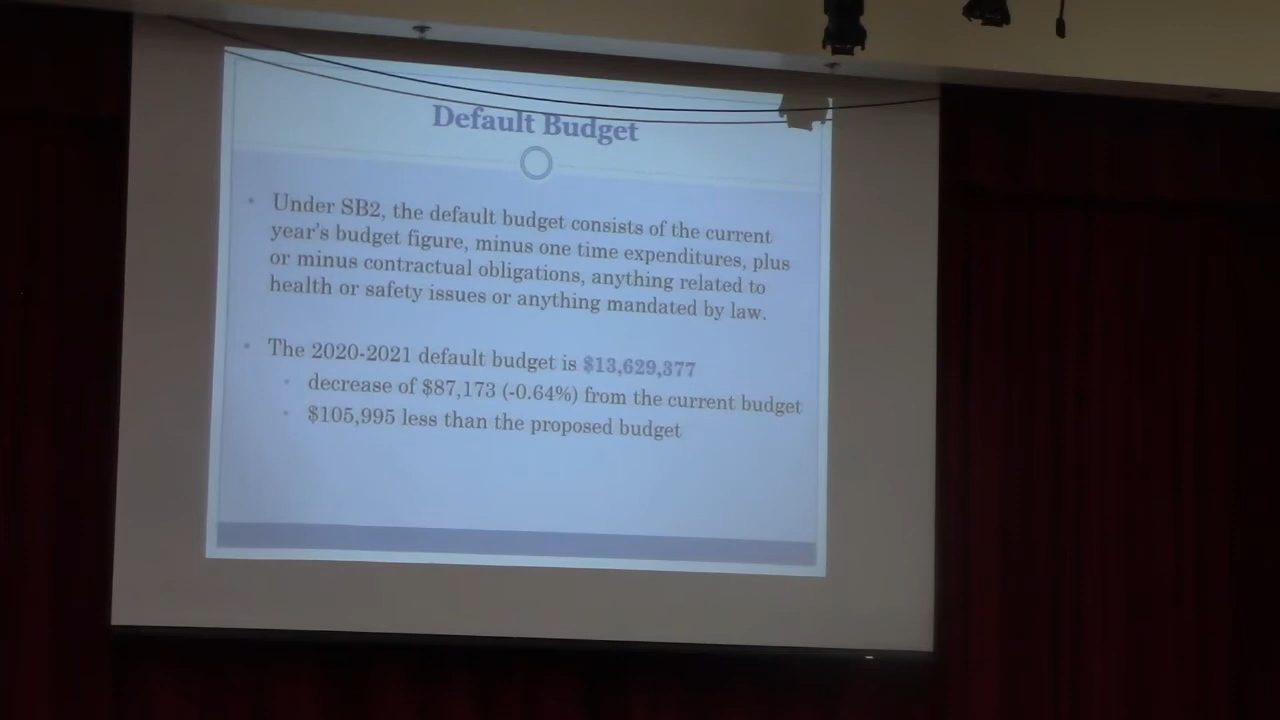 Default Budget
• Under SB2, the default budget consists of the current
year's budget figure, minus one time expenditures, plus
or minus contractual obligations, anything related to
health or safety issues or anything mandated by law.
• The 2020-2021 default budget is $13,629,377
• decrease of $87,173 (-0.64%) from the current budget
• $105,995 less than the proposed budget